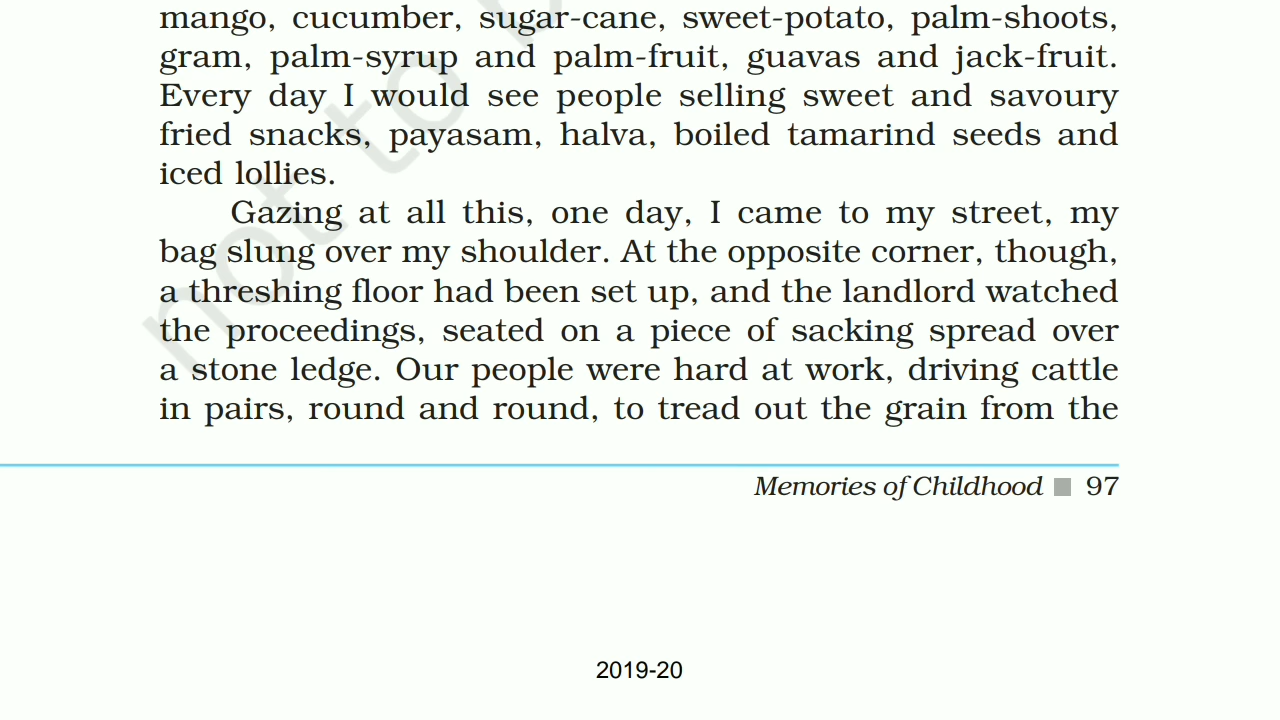 mango, cucumber, sugar-cane, sweet-potato, palm-shoots,
gram, palm-syrup and palm-fruit, guavas and jack-fruit.
Every day I would see people selling sweet and savoury
fried snacks, payasam, halva, boiled tamarind seeds and
iced lollies.
Gazing at all this, one day, I came to my street, my
bag slung over my shoulder. At the opposite corner, though,
a threshing floor had been set up, and the landlord watched
the proceedings, seated on a piece of sacking spread over
a stone ledge. Our people were hard at work, driving cattle
in pairs, round and round, to tread out the grain from the
Memories of Childhood ■ 97
2019-20
not to b